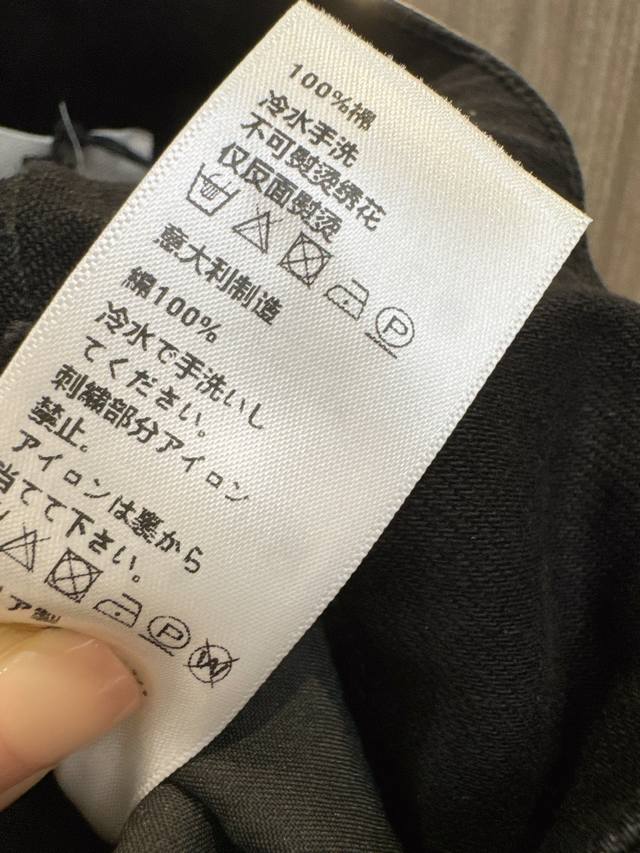 100%棉
冷水手洗
不可熨烫绣花
仅反面熨烫
P
意大利制造
綿100%
冷水で手洗いし
てください。
刺繍部分アイロン
禁止。
アイロンは裏から
当てて下さい。
P W
リア製